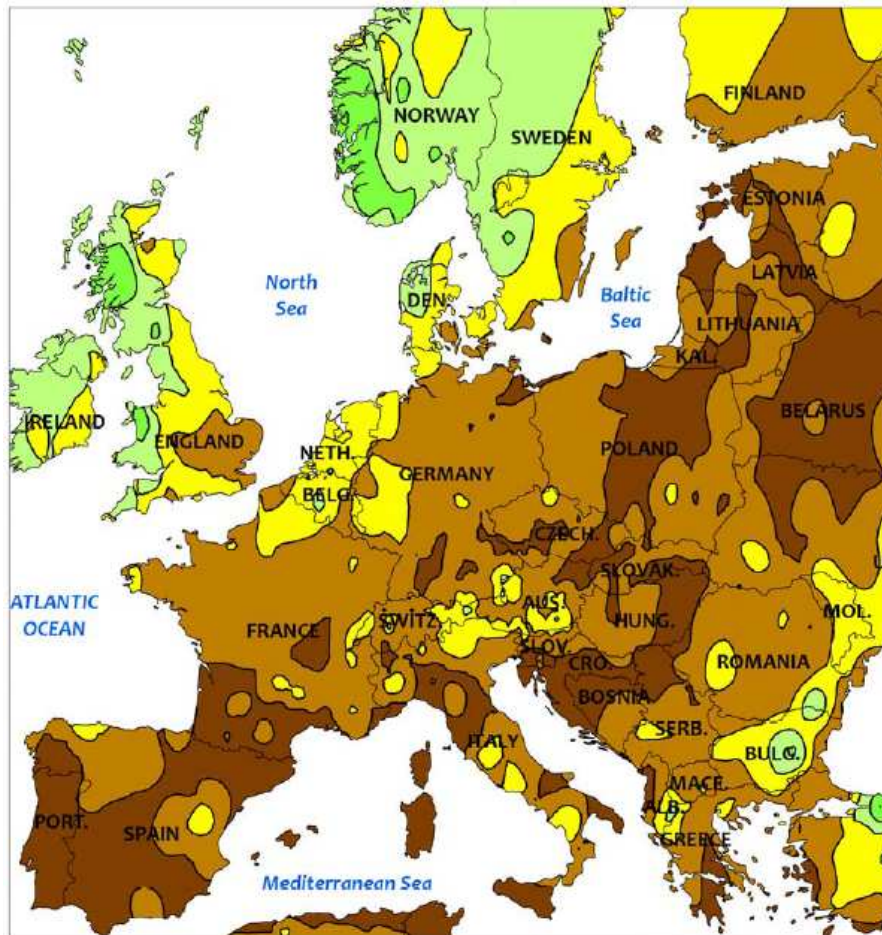 FINLAND
NORWAY
SWEDEN
ESTONIA
North
Sea
DEN.
Baltic
Sea
LATVIA
LITHUANIA
KAL.
IRELAND
ENGLAND
NETH.
BELG.
GERMANY
POLAND
BELARUS
CZECH.
SLOVAK.
ATLANTIC
OCEAN
FRANCE
SWITZ.
AUS.
HUNG.
MOL.
SLOV.
CRO.
ROMANIA
BOSNIA
SERB.
ITALY
BULG.
MACE.
ALB.
GREECE
PORT.
SPAIN
Mediterranean Sea